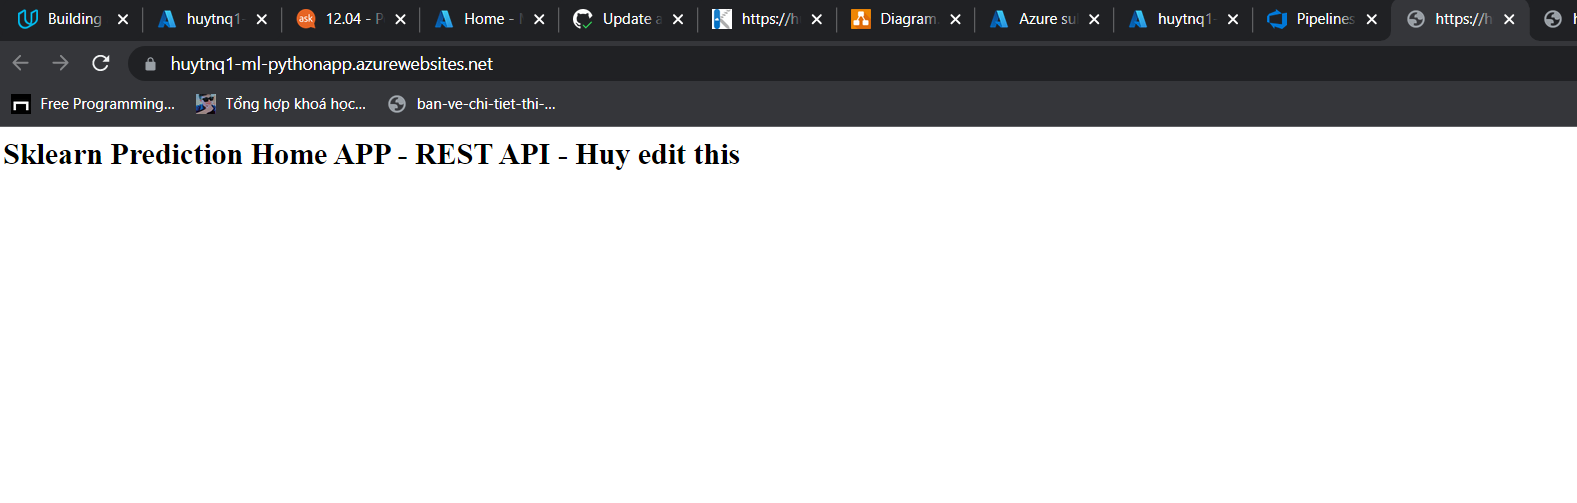 Building huytnq1- ask 12.04 - P Home - Update a https://h Diagram. Azure su huytnq1- Pipelines https://h
huytnq1-ml-pythonapp.azurewebsites.net
Free Programming... Tổng hợp khoá học... ban-ve-chi-tiet-thi-...
Sklearn Prediction Home APP - REST API - Huy edit this